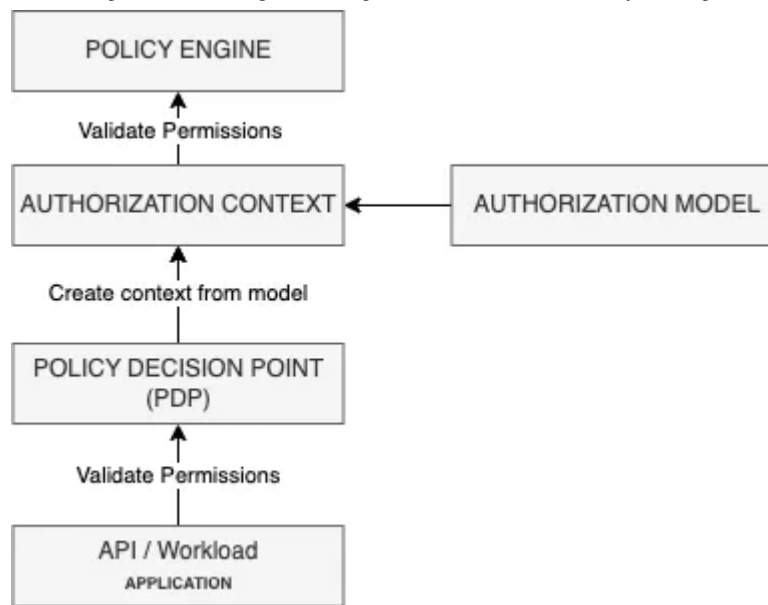 POLICY ENGINE
Validate Permissions
AUTHORIZATION CONTEXT
AUTHORIZATION MODEL
Create context from model
POLICY DECISION POINT
(PDP)
Validate Permissions
API / Workload
APPLICATION